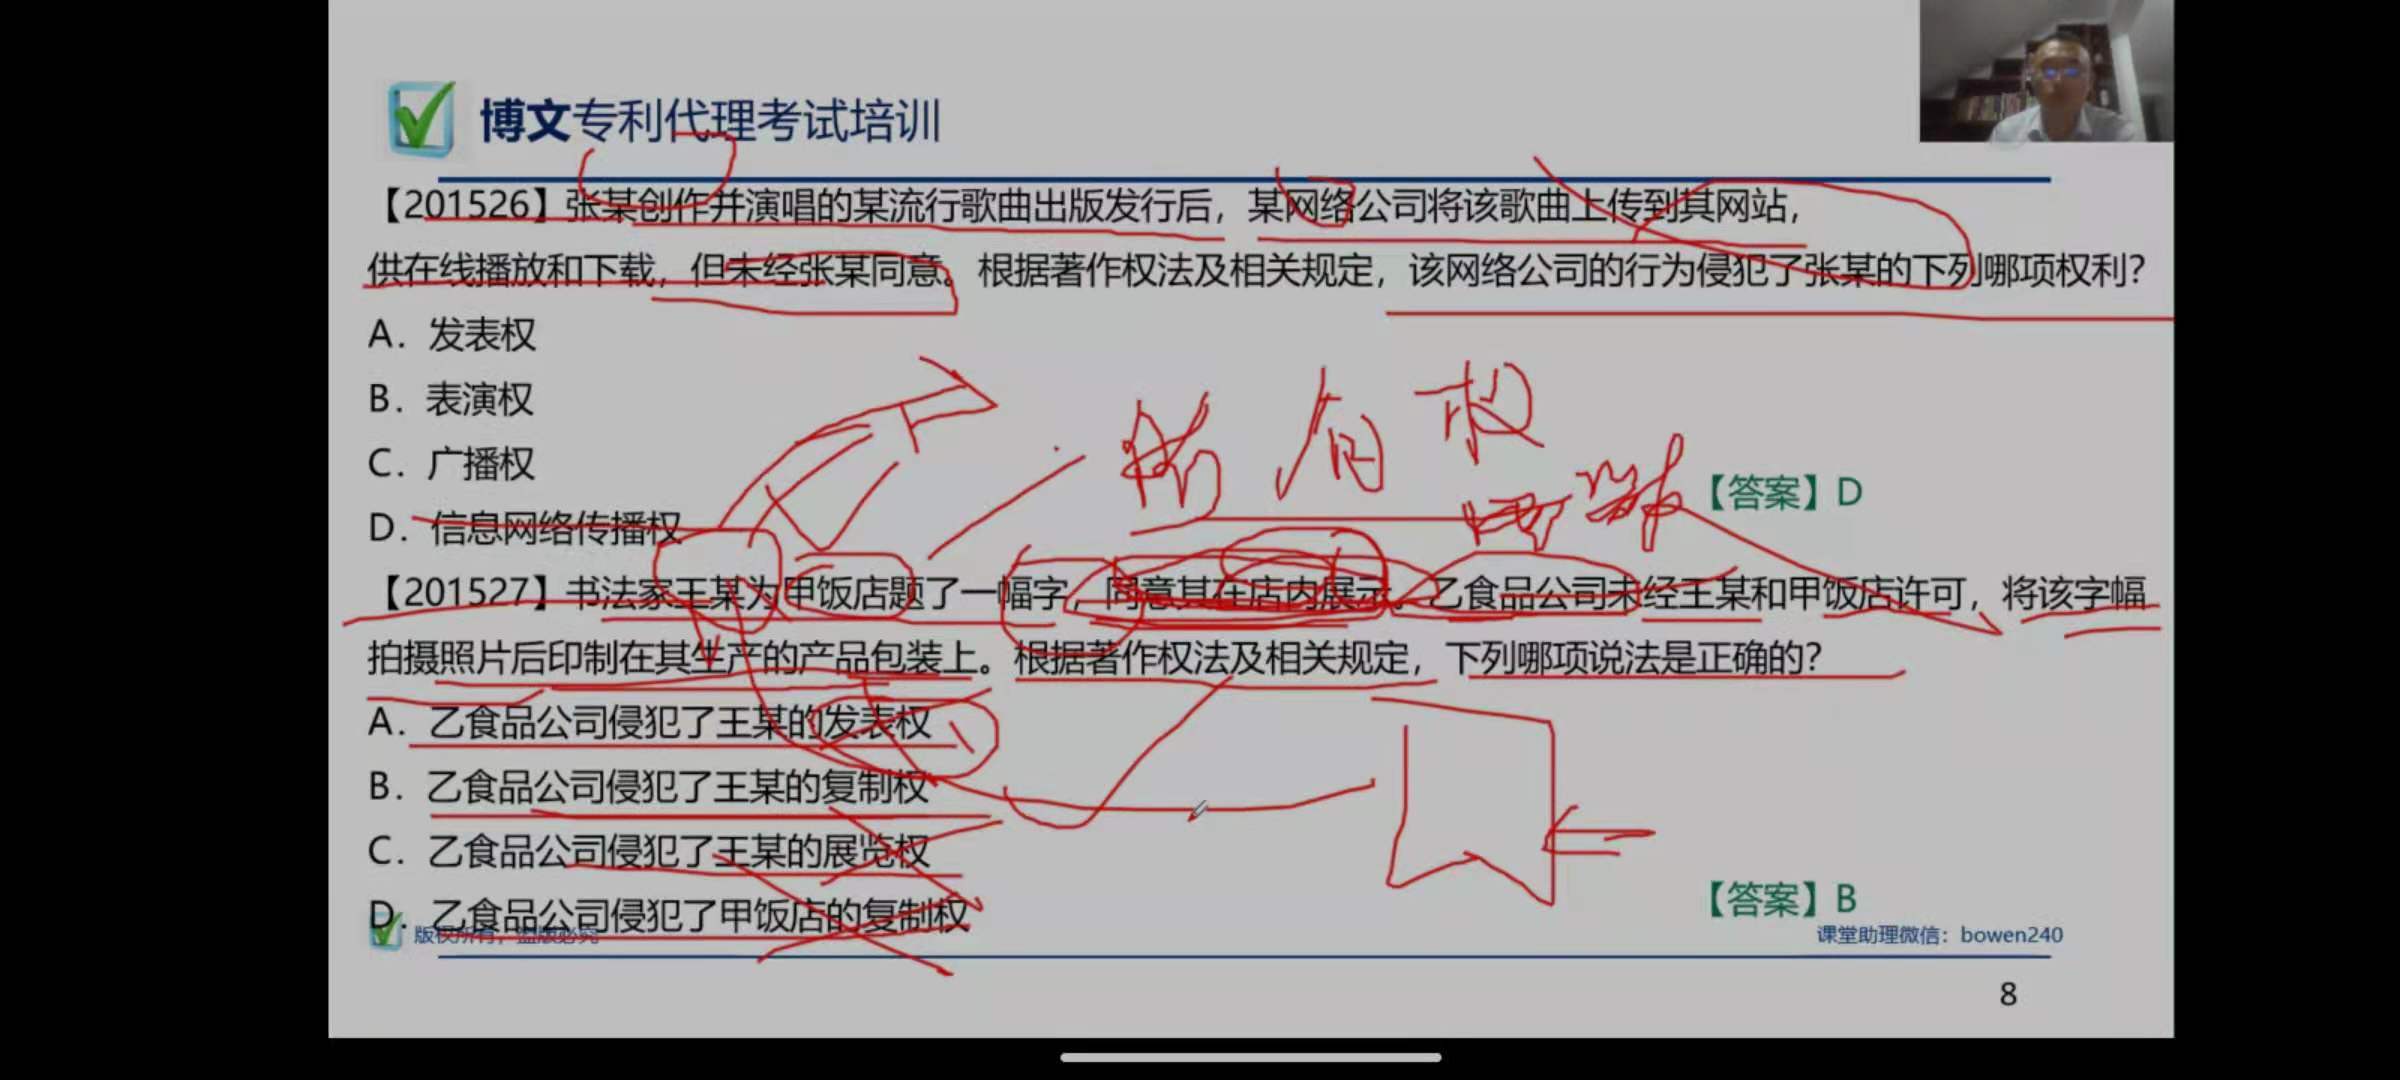 博文专利代理考试培训
【201526】张某创作并演唱的某流行歌曲出版发行后，某网络公司将该歌曲上传到其网站，
供在线播放和下载，但未经张某同意。根据著作权法及相关规定，该网络公司的行为侵犯了张某的下列哪项权利？
A．发表权
B．表演权
C．广播权
【答案】D
D．信息网络传播权
【201527】书法家王某为甲饭店题了一幅字，同意其在店内展示。乙食品公司未经王某和甲饭店许可，将该字幅
拍摄照片后印制在其生产的产品包装上。根据著作权法及相关规定，下列哪项说法是正确的？
A．乙食品公司侵犯了王某的发表权
B．乙食品公司侵犯了王某的复制权
C．乙食品公司侵犯了王某的展览权
【答案】B
D．乙食品公司侵犯了甲饭店的复制权
版权所有，盗版必究
课堂助理微信：bowen240
8